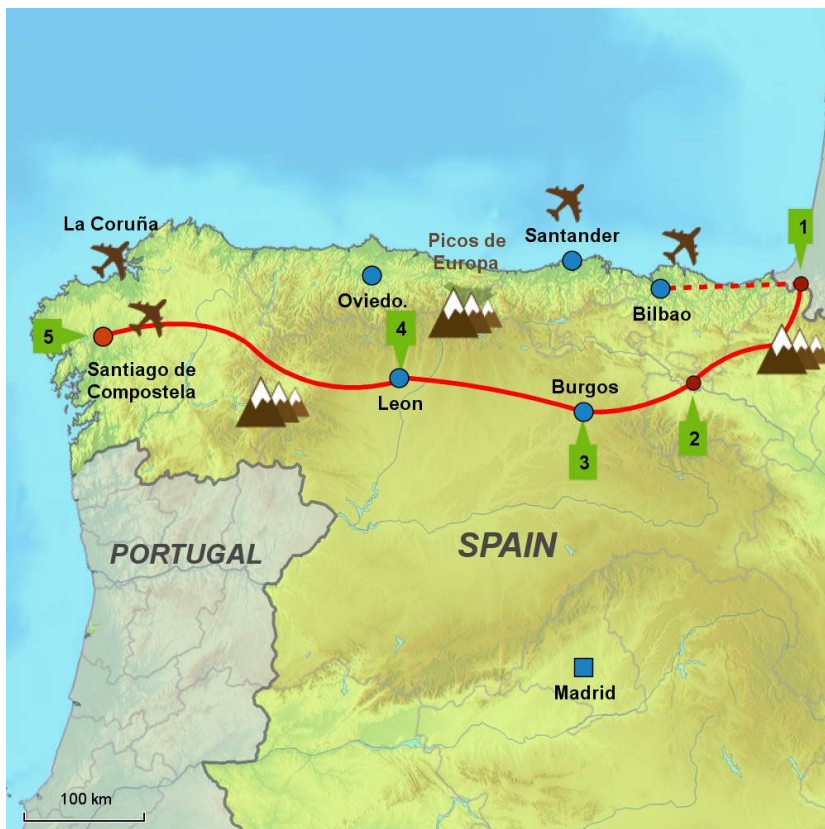 1
La Coruña
Picos de
Europa
Santander
Oviedo.
Bilbao
5
Santiago de
Compostela
4
Leon
Burgos
2
3
PORTUGAL
SPAIN
Madrid
100 km